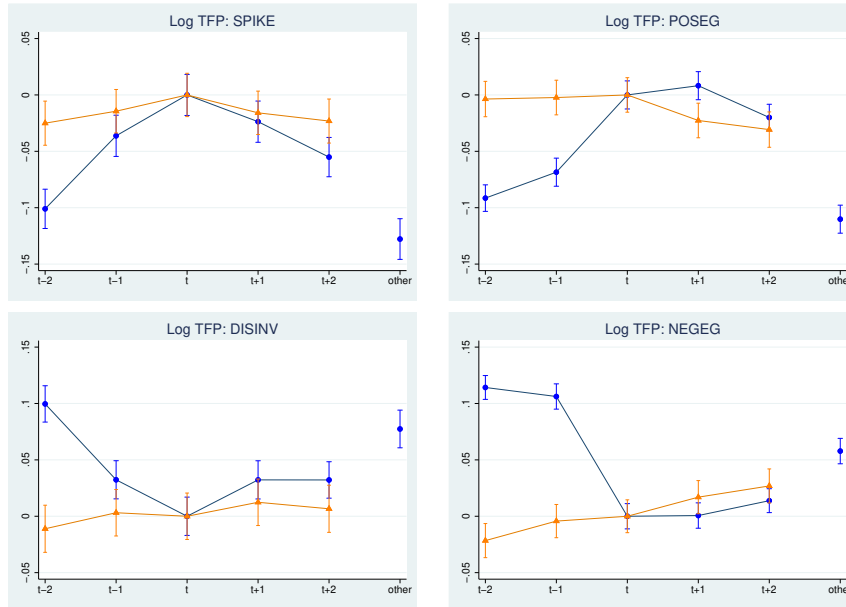 Log TFP: SPIKE
.05
0
−.05
−.1
−.15
t−2 t−1 t t+1 t+2 other
Log TFP: POSEG
.05
0
−.05
−.1
−.15
t−2 t−1 t t+1 t+2 other
Log TFP: DISINV
.15
.1
.05
0
−.05
t−2 t−1 t t+1 t+2 other
Log TFP: NEGEG
.15
.1
.05
0
−.05
t−2 t−1 t t+1 t+2 other